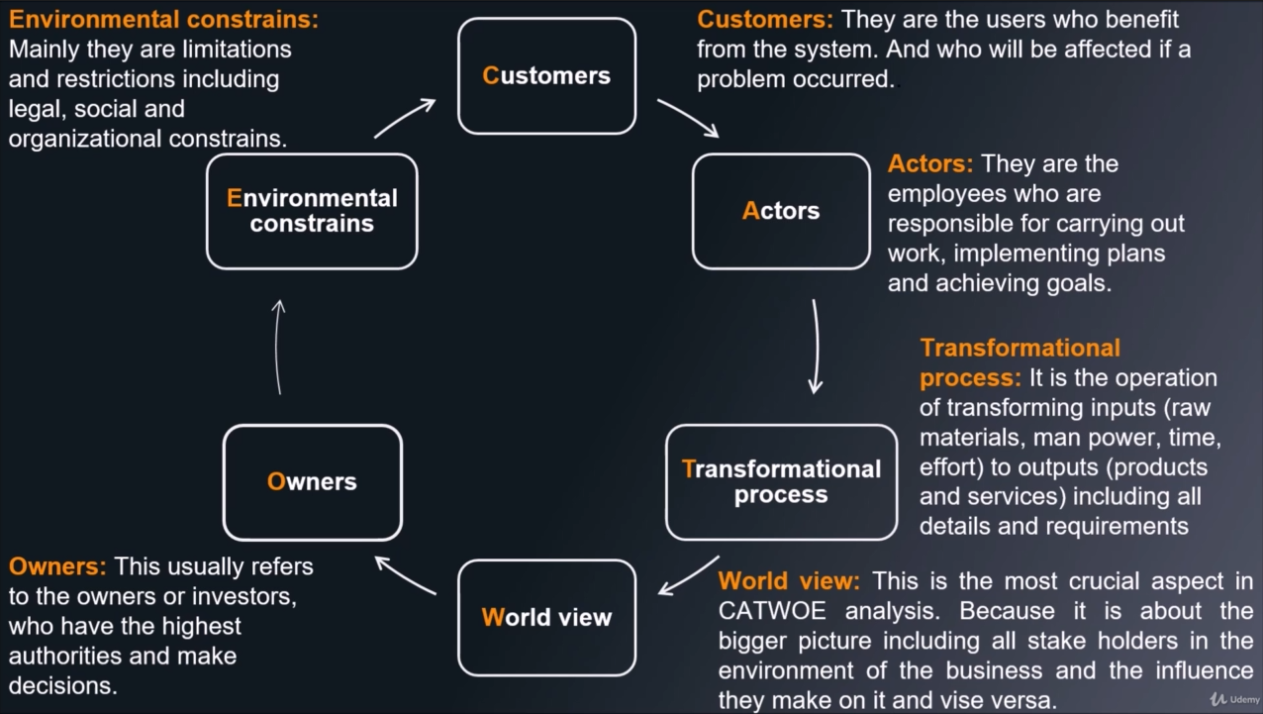 Environmental constrains:
Mainly they are limitations
and restrictions including
legal, social and
organizational constrains.
Customers
Customers: They are the users who benefit
from the system. And who will be affected if a
problem occurred..
Environmental
constrains
Actors
Actors: They are the
employees who are
responsible for carrying out
work, implementing plans
and achieving goals.
Transformational
process: It is the operation
of transforming inputs (raw
materials, man power, time,
effort) to outputs (products
and services) including all
details and requirements
Owners
Transformational
process
Owners: This usually refers
to the owners or investors,
who have the highest
authorities and make
decisions.
World view
World view: This is the most crucial aspect in
CATWOE analysis. Because it is about the
bigger picture including all stake holders in the
environment of the business and the influence
they make on it and vise versa.
Udemy